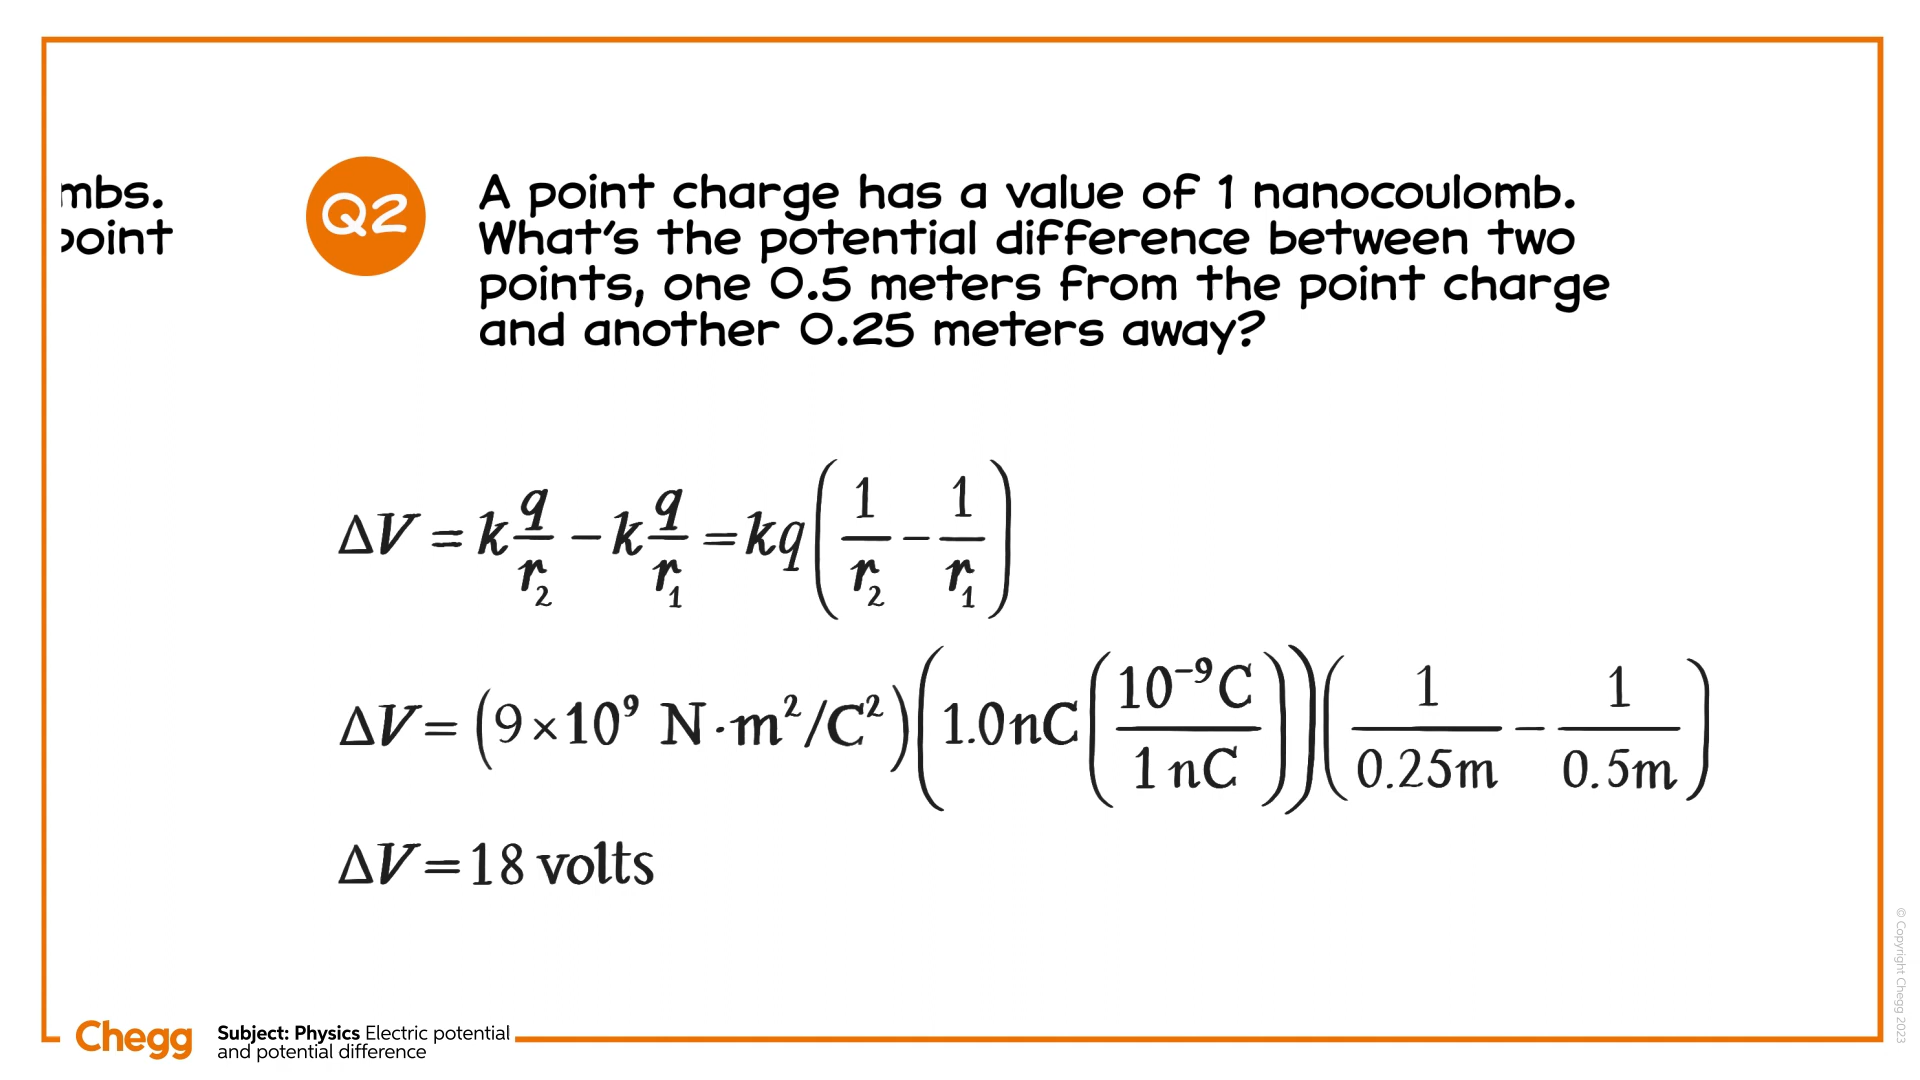 mbs.
point
Q2
A point charge has a value of 1 nanocoulomb.
What's the potential difference between two
points, one 0.5 meters from the point charge
and another 0.25 meters away?
ΔV = k q/r₂ − k q/r₁ = kq(1/r₂ − 1/r₁)
ΔV = (9×10⁹ N·m²/C²)(1.0nC(10⁻⁹C/1nC))(1/0.25m − 1/0.5m)
ΔV = 18 volts
Chegg
Subject: Physics Electric potential
and potential difference
© Copyright Chegg 2023